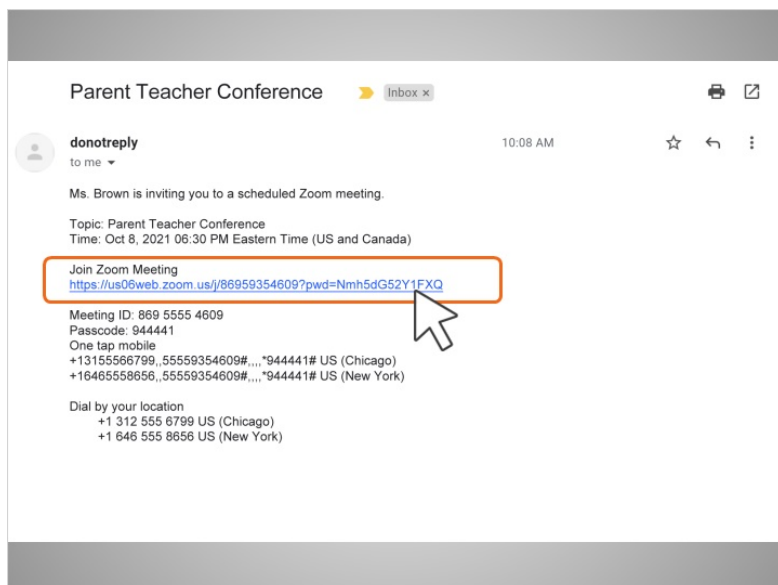 Parent Teacher Conference Inbox ×
donotreply 10:08 AM
to me
Ms. Brown is inviting you to a scheduled Zoom meeting.
Topic: Parent Teacher Conference
Time: Oct 8, 2021 06:30 PM Eastern Time (US and Canada)
Join Zoom Meeting
https://us06web.zoom.us/j/86959354609?pwd=Nmh5dG52Y1FXQ
Meeting ID: 869 5555 4609
Passcode: 944441
One tap mobile
+13155566799,,55559354609#,,,,*944441# US (Chicago)
+16465558656,,55559354609#,,,,*944441# US (New York)
Dial by your location
+1 312 555 6799 US (Chicago)
+1 646 555 8656 US (New York)